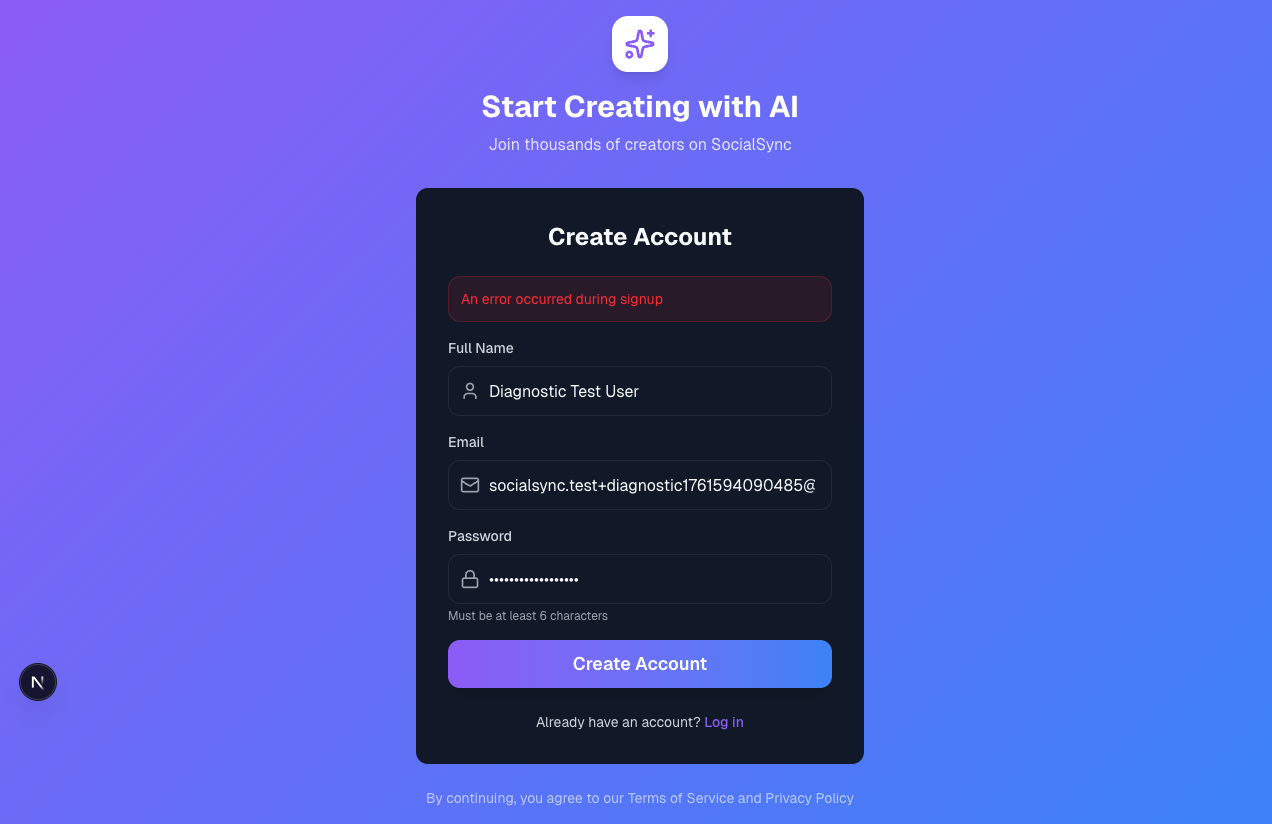 Start Creating with AI
Join thousands of creators on SocialSync
Create Account
An error occurred during signup
Full Name
Diagnostic Test User
Email
socialsync.test+diagnostic1761594090485@
Password
••••••••••••••••••
Must be at least 6 characters
Create Account
Already have an account? Log in
N
By continuing, you agree to our Terms of Service and Privacy Policy